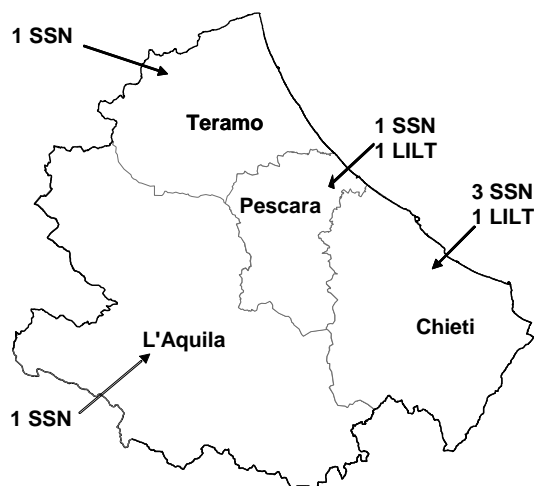 1 SSN
Teramo
1 SSN
1 LILT
Pescara
3 SSN
1 LILT
Chieti
L'Aquila
1 SSN